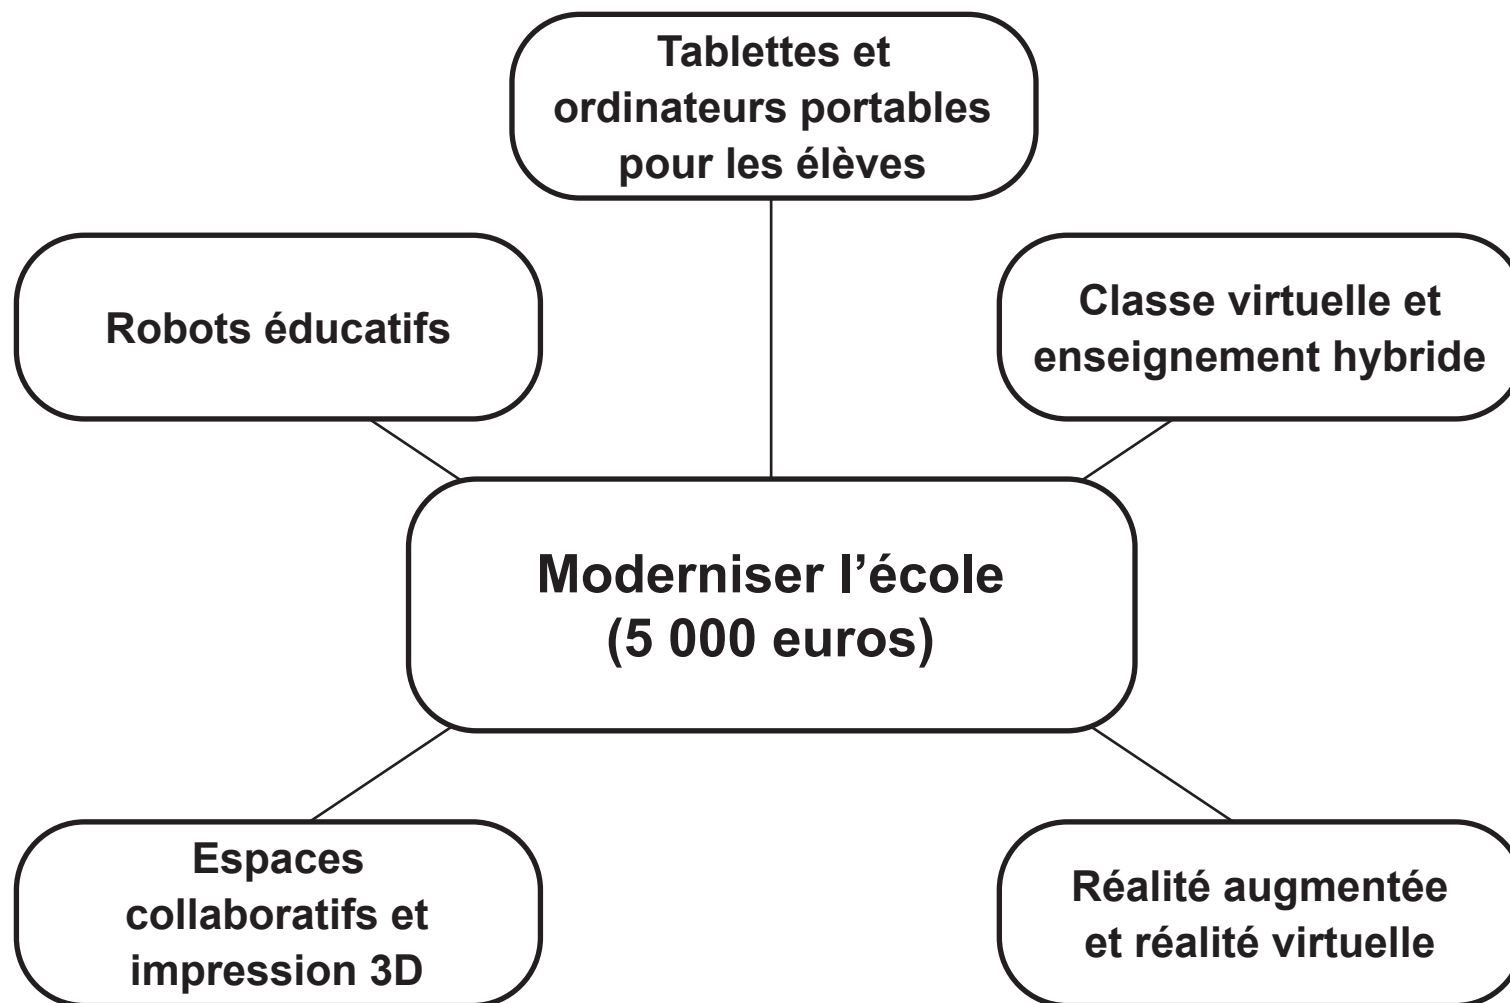 Tablettes et
ordinateurs portables
pour les élèves
Robots éducatifs
Classe virtuelle et
enseignement hybride
Moderniser l’école
(5 000 euros)
Espaces
collaboratifs et
impression 3D
Réalité augmentée
et réalité virtuelle